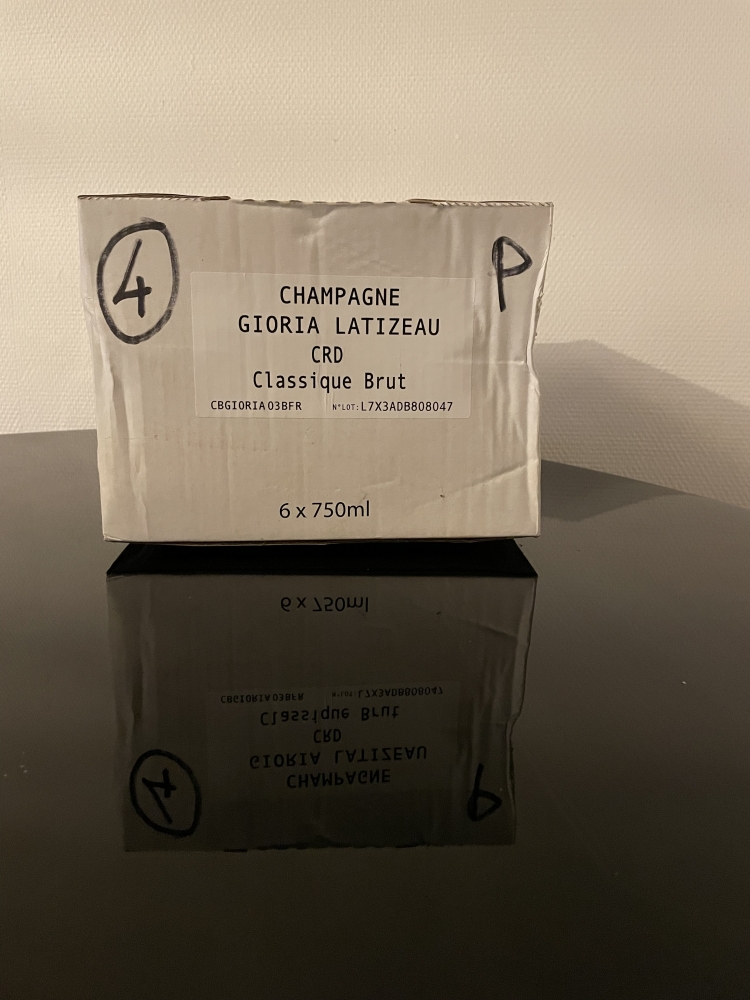 4
P
CHAMPAGNE
GIORIA LATIZEAU
CRD
Classique Brut
CBGIORIA03BFR N°LOT:L7X3ADB808047
6 x 750ml